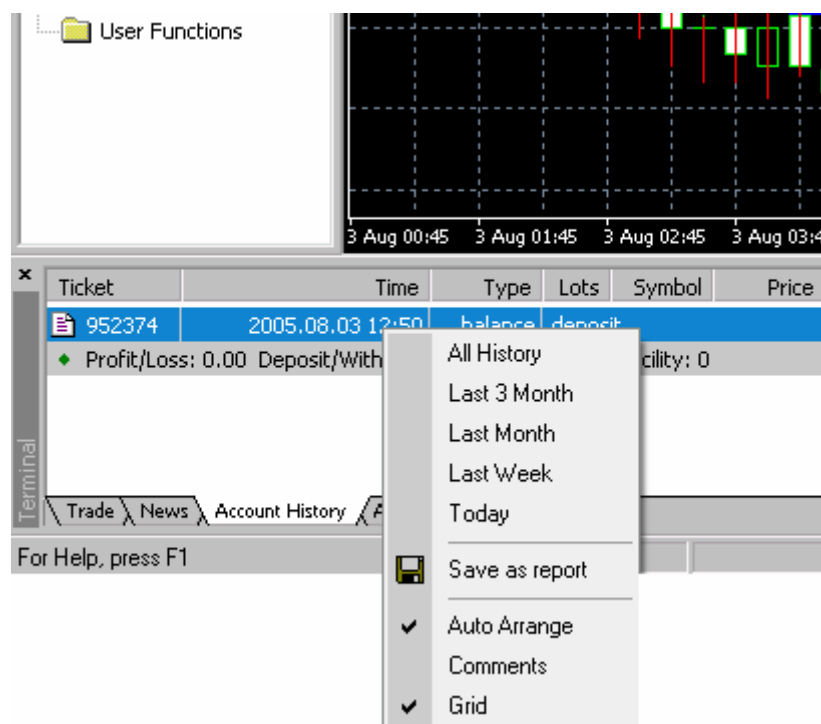 User Functions
3 Aug 00:45 3 Aug 01:45 3 Aug 02:45 3 Aug 03:4
Ticket Time Type Lots Symbol Price
952374 2005.08.03 12:50 balance deposit
Profit/Loss: 0.00 Deposit/With cility: 0
All History
Last 3 Month
Last Month
Last Week
Today
Save as report
Auto Arrange
Comments
Grid
Terminal
Trade News Account History A
For Help, press F1